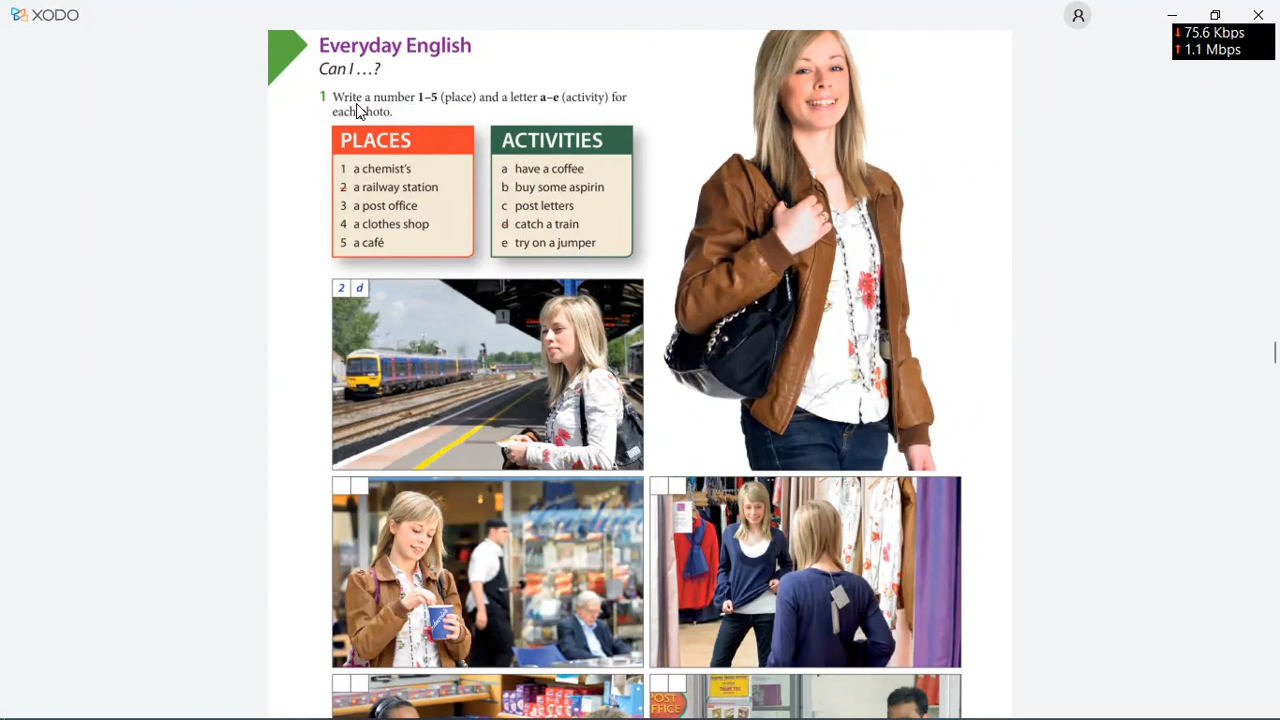 XODO
75.6 Kbps
1.1 Mbps
Everyday English
Can I …?
1 Write a number 1–5 (place) and a letter a–e (activity) for
each photo.
PLACES
1 a chemist's
2 a railway station
3 a post office
4 a clothes shop
5 a café
ACTIVITIES
a have a coffee
b buy some aspirin
c post letters
d catch a train
e try on a jumper
2 d
1
POST
OFFICE